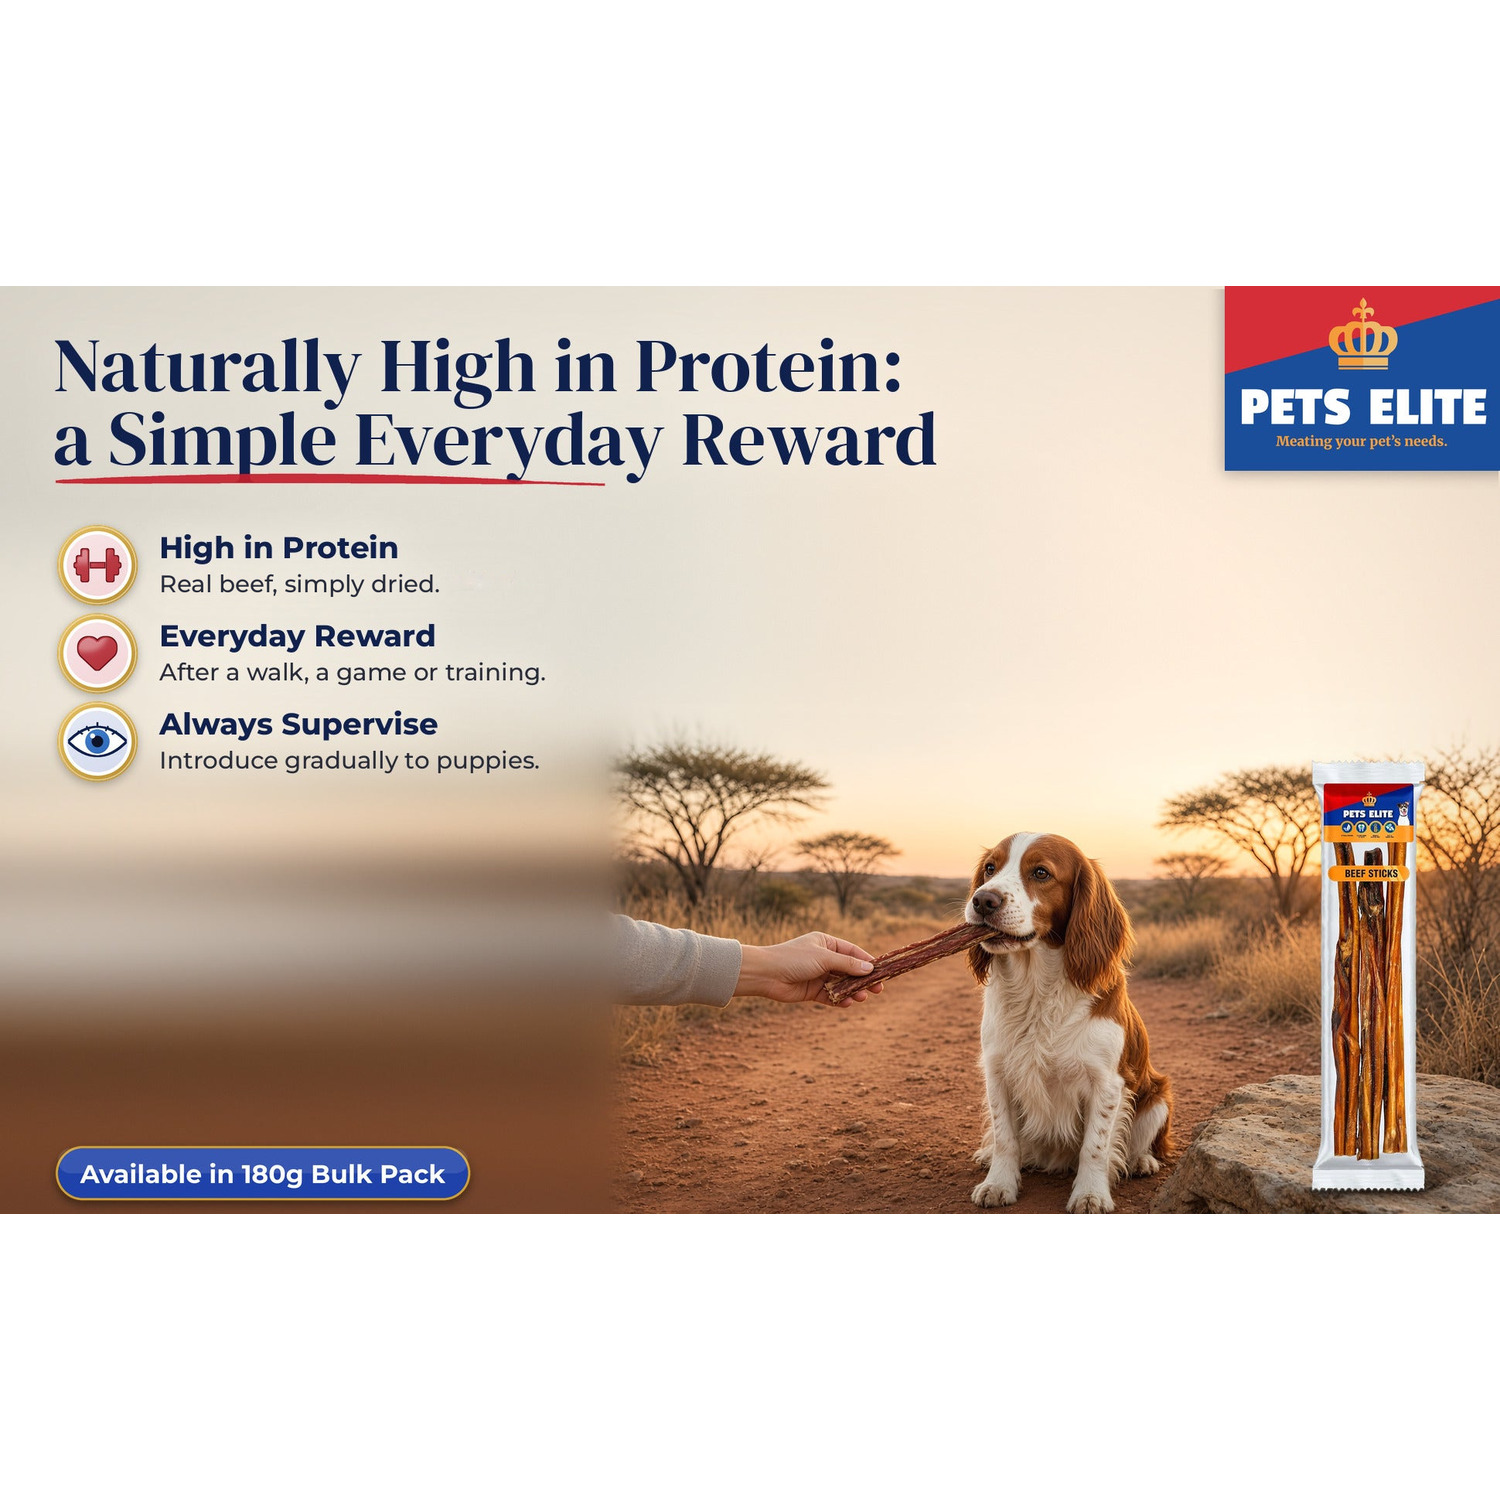 Naturally High in Protein:
a Simple Everyday Reward
PETS ELITE
Meating your pet's needs.
High in Protein
Real beef, simply dried.
Everyday Reward
After a walk, a game or training.
Always Supervise
Introduce gradually to puppies.
PETS ELITE
BEEF STICKS
Available in 180g Bulk Pack